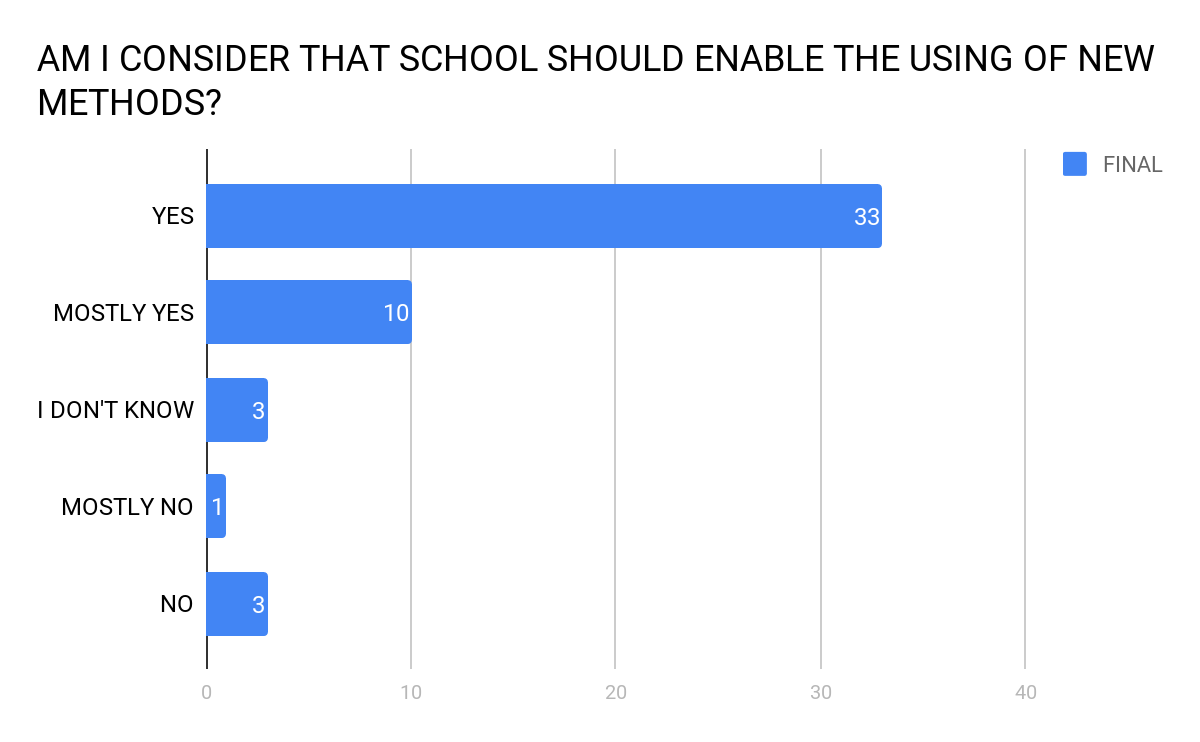 AM I CONSIDER THAT SCHOOL SHOULD ENABLE THE USING OF NEW
METHODS?
FINAL
YES
33
MOSTLY YES
10
I DON'T KNOW
3
MOSTLY NO
1
NO
3
0
10
20
30
40